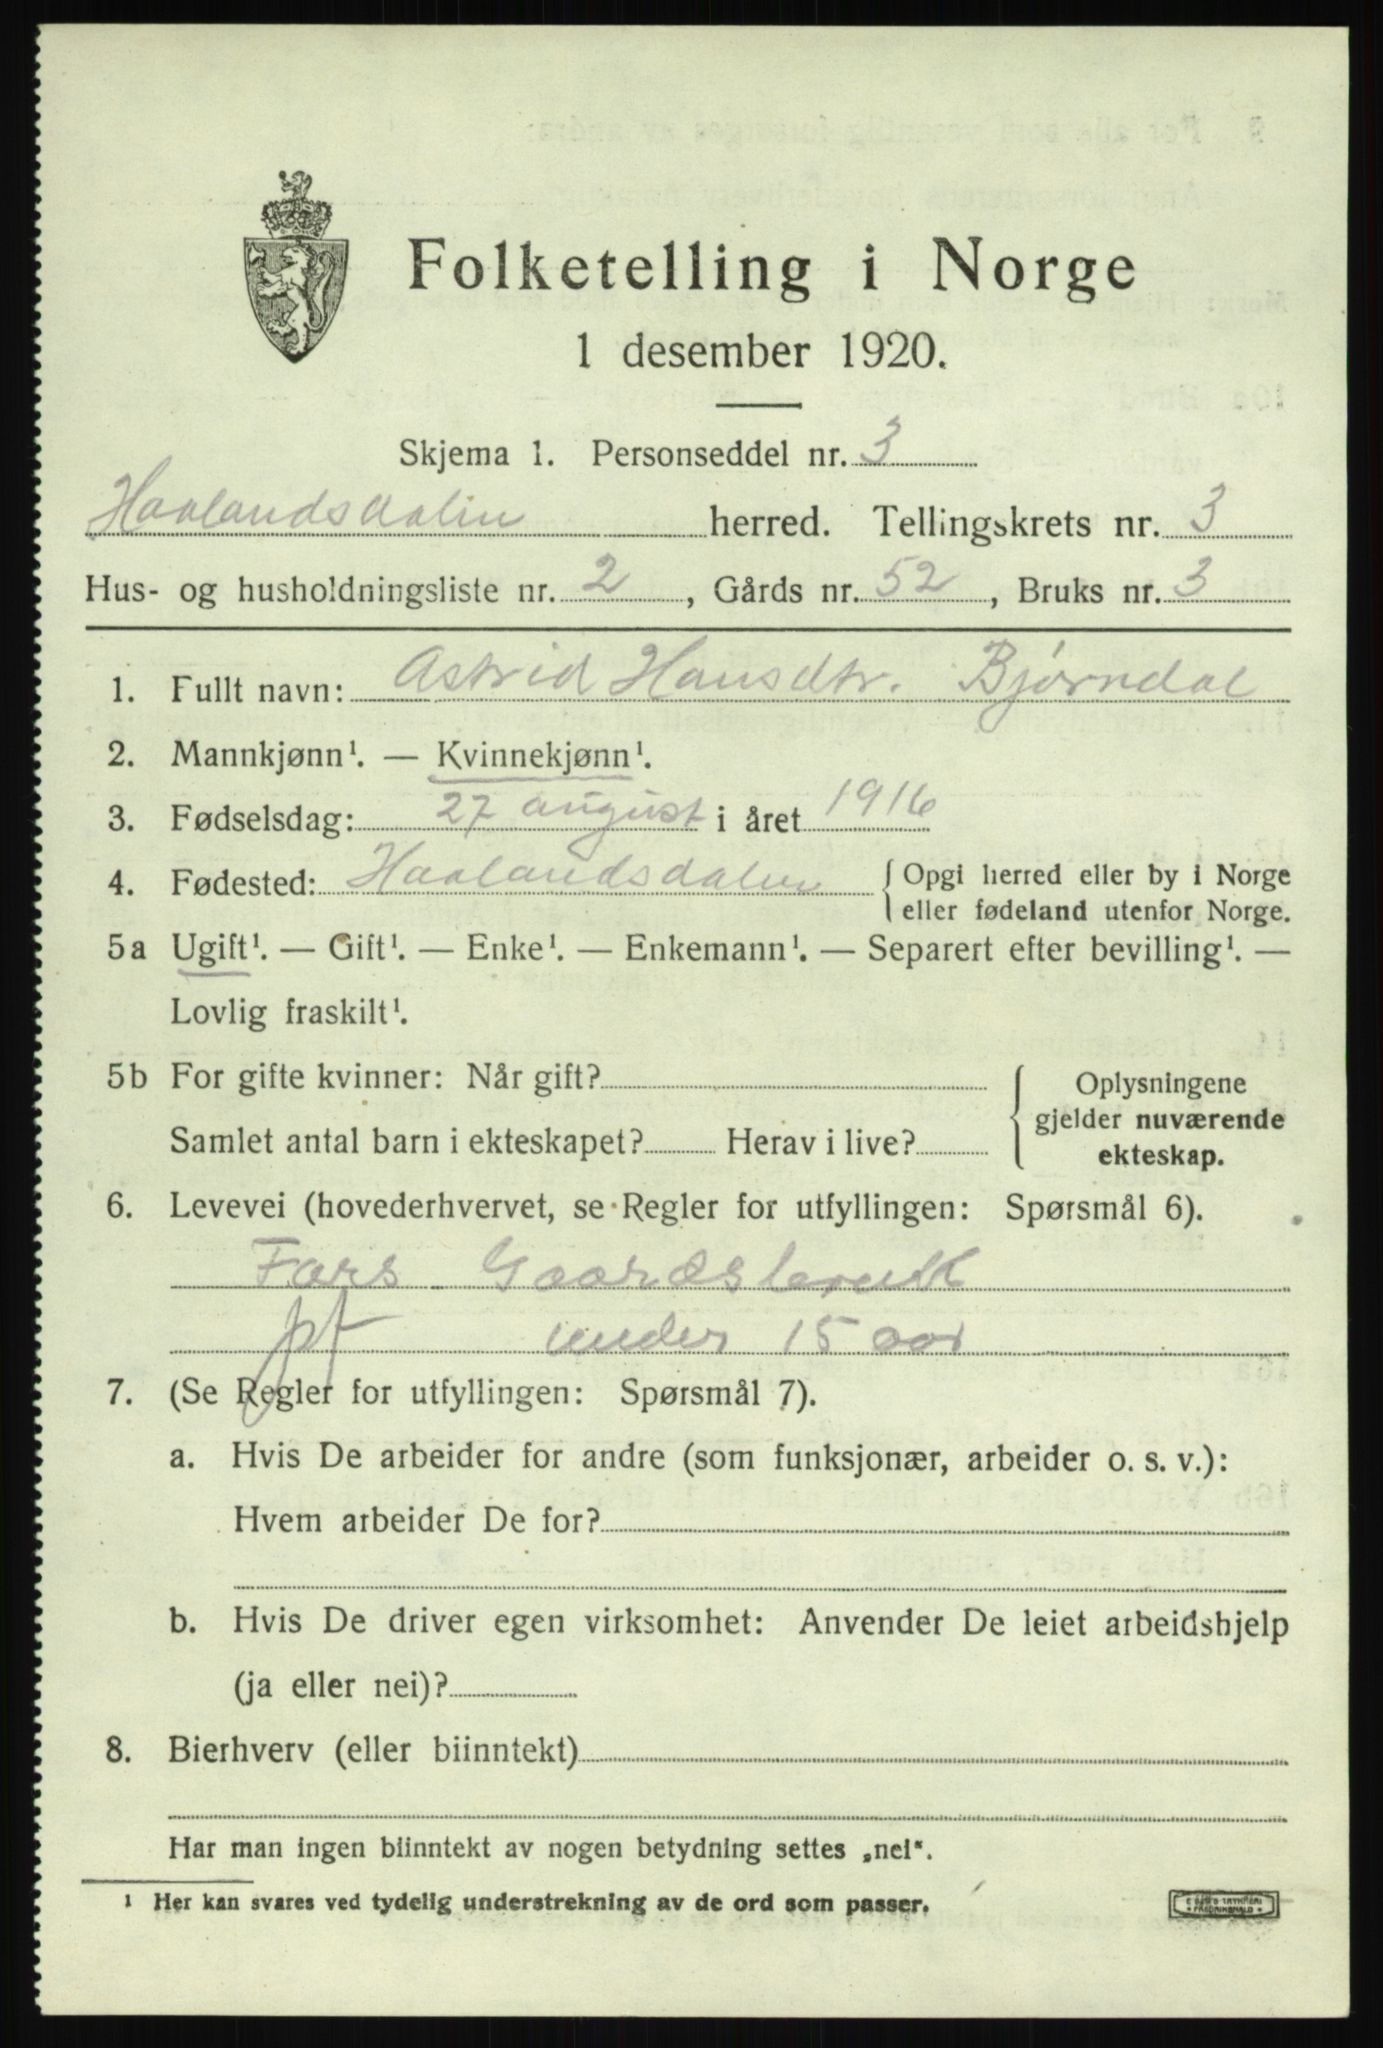 Folketelling i Norge
1 desember 1920.
Skjema 1. Personseddel nr. 3
Haalandsdalen herred. Tellingskrets nr. 3
Hus- og husholdningsliste nr. 2, Gårds nr. 52, Bruks nr. 3
1. Fullt navn: Astrid Hansdtr. Bjørndal
2. Mannkjønn¹. — Kvinnekjønn¹.
3. Fødselsdag: 27 august i året 1916
4. Fødested: Haalandsdalen { Opgi herred eller by i Norge
eller fødeland utenfor Norge.
5a Ugift¹. — Gift¹. — Enke¹. — Enkemann¹. — Separert efter bevilling¹. —
Lovlig fraskilt¹.
5b For gifte kvinner: Når gift?
Samlet antal barn i ekteskapet? Herav i live?
{ Oplysningene
gjelder nuværende
ekteskap.
6. Levevei (hovederhvervet, se Regler for utfyllingen: Spørsmål 6).
Fars Gaardsbruk
pf under 15 aar
7. (Se Regler for utfyllingen: Spørsmål 7).
a. Hvis De arbeider for andre (som funksjonær, arbeider o. s. v.):
Hvem arbeider De for?
b. Hvis De driver egen virksomhet: Anvender De leiet arbeidshjelp
(ja eller nei)?
8. Bierhverv (eller biinntekt)
Har man ingen biinntekt av nogen betydning settes „nei“.
¹ Her kan svares ved tydelig understrekning av de ord som passer.